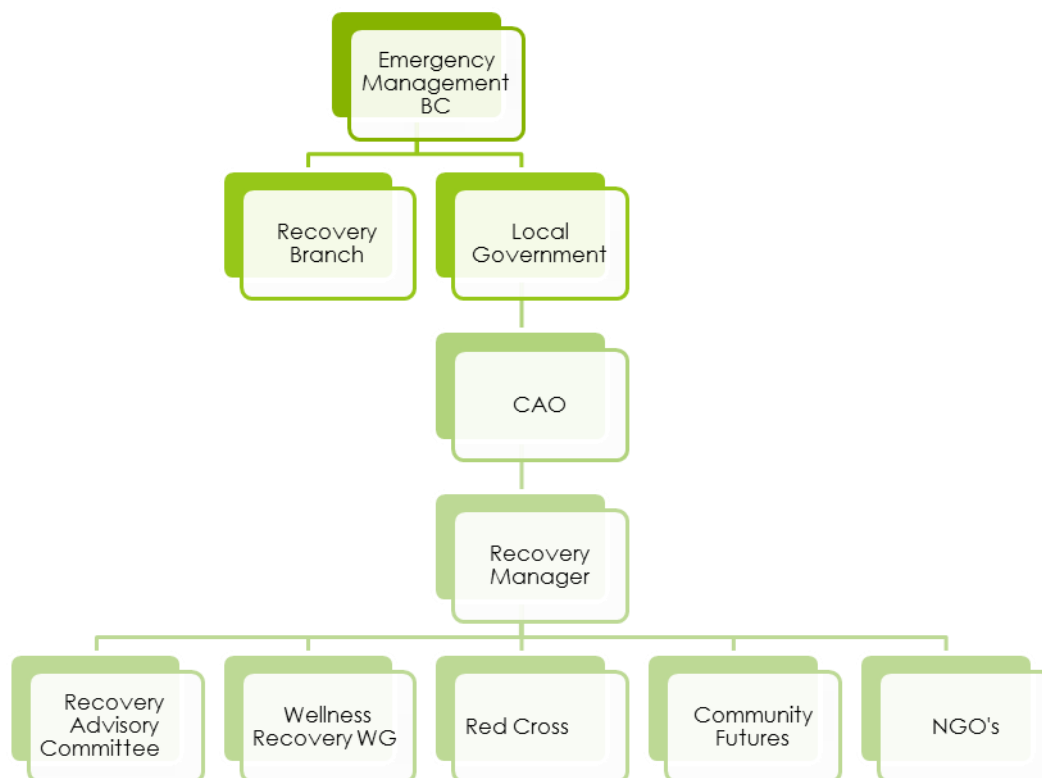 Emergency
Management
BC
Recovery
Branch
Local
Government
CAO
Recovery
Manager
Recovery
Advisory
Committee
Wellness
Recovery WG
Red Cross
Community
Futures
NGO's